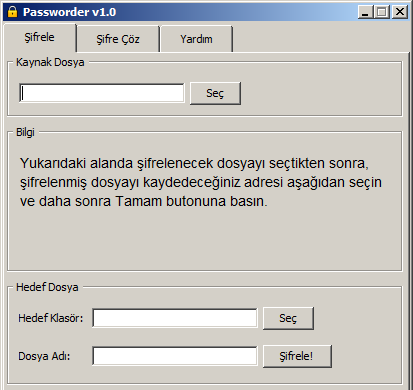 Passworder v1.0
Şifrele Şifre Çöz Yardım
Kaynak Dosya
Seç
Bilgi
Yukarıdaki alanda şifrelenecek dosyayı seçtikten sonra,
şifrelenmiş dosyayı kaydedeceğiniz adresi aşağıdan seçin
ve daha sonra Tamam butonuna basın.
Hedef Dosya
Hedef Klasör: Seç
Dosya Adı: Şifrele!